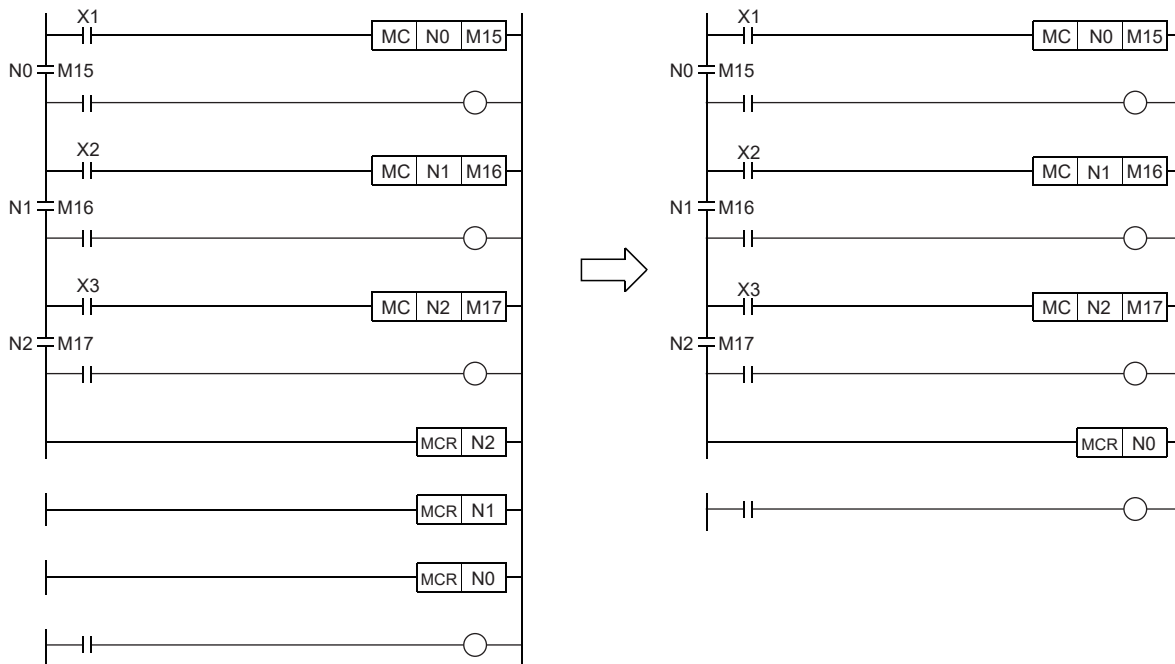 X1
MC N0 M15
N0 M15
X2
MC N1 M16
N1 M16
X3
MC N2 M17
N2 M17
MCR N2
MCR N1
MCR N0
X1
MC N0 M15
N0 M15
X2
MC N1 M16
N1 M16
X3
MC N2 M17
N2 M17
MCR N0